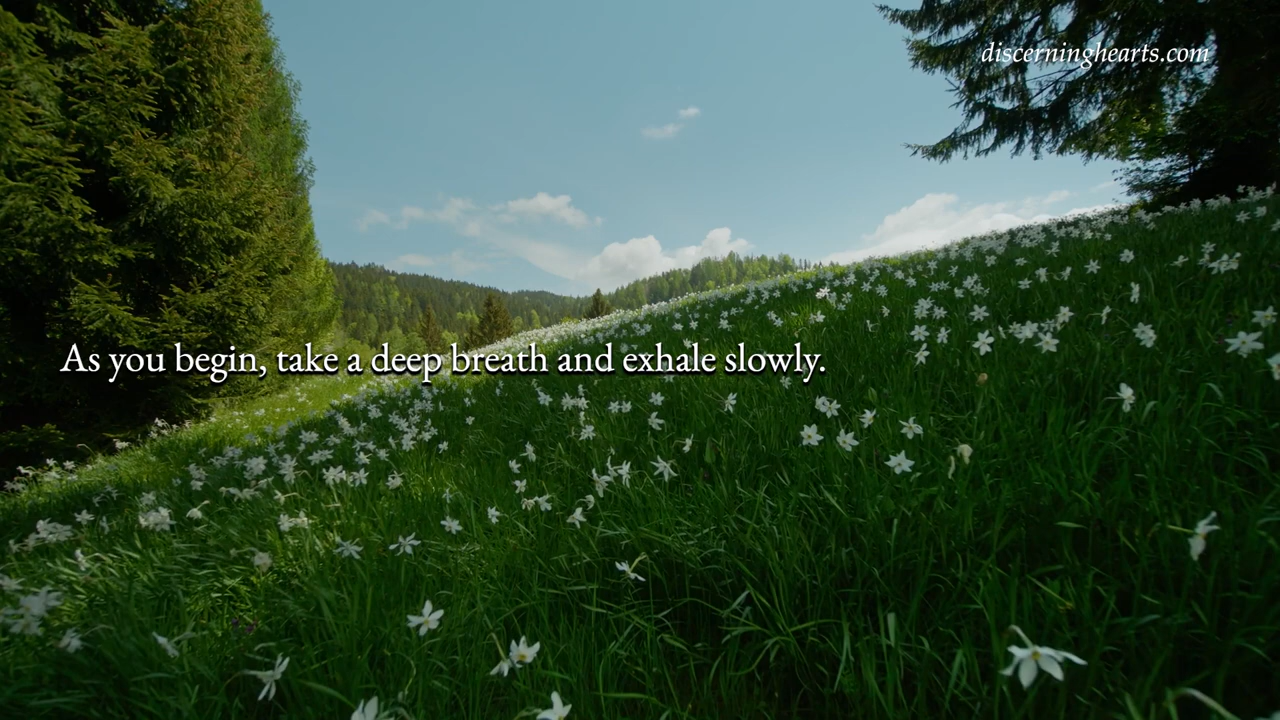 discerninghearts.com
As you begin, take a deep breath and exhale slowly.